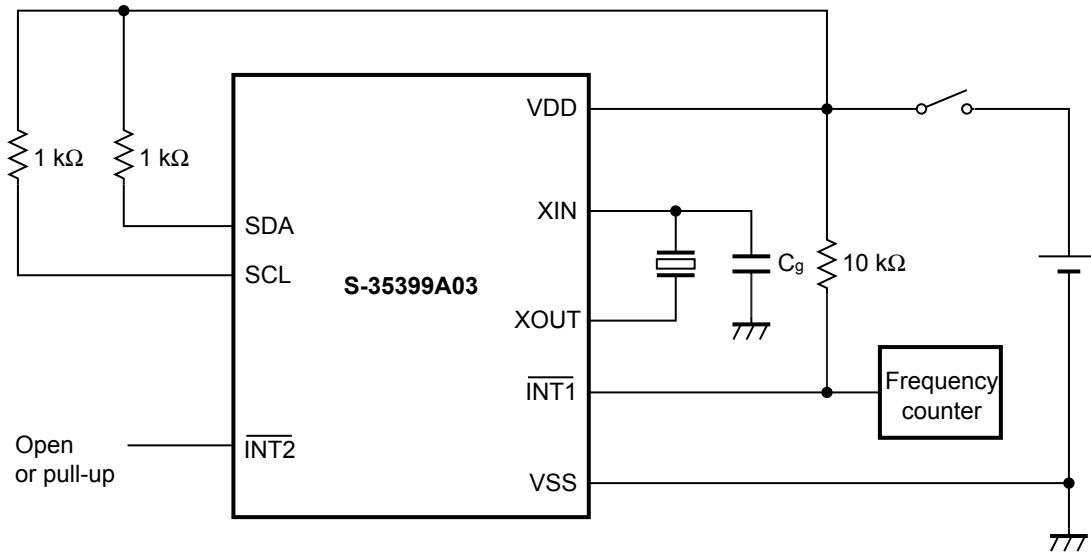 VDD
1 kΩ
1 kΩ
SDA
XIN
SCL
S-35399A03
Cg
10 kΩ
XOUT
INT1
Frequency
counter
Open
or pull-up
INT2
VSS